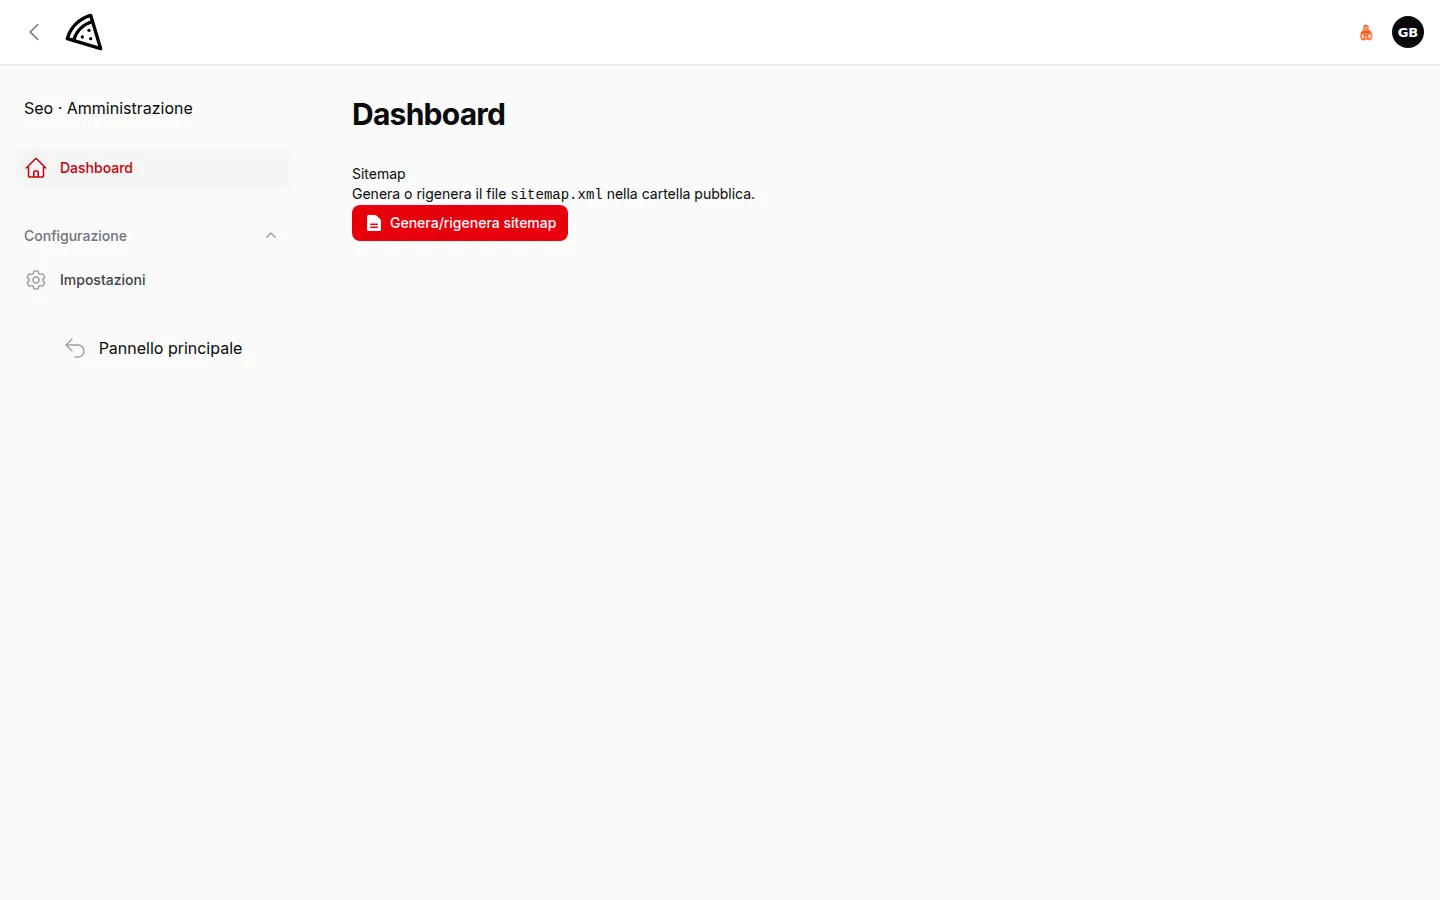 GB
Seo · Amministrazione
Dashboard
Configurazione
Impostazioni
Pannello principale
Dashboard
Sitemap
Genera o rigenera il file sitemap.xml nella cartella pubblica.
Genera/rigenera sitemap